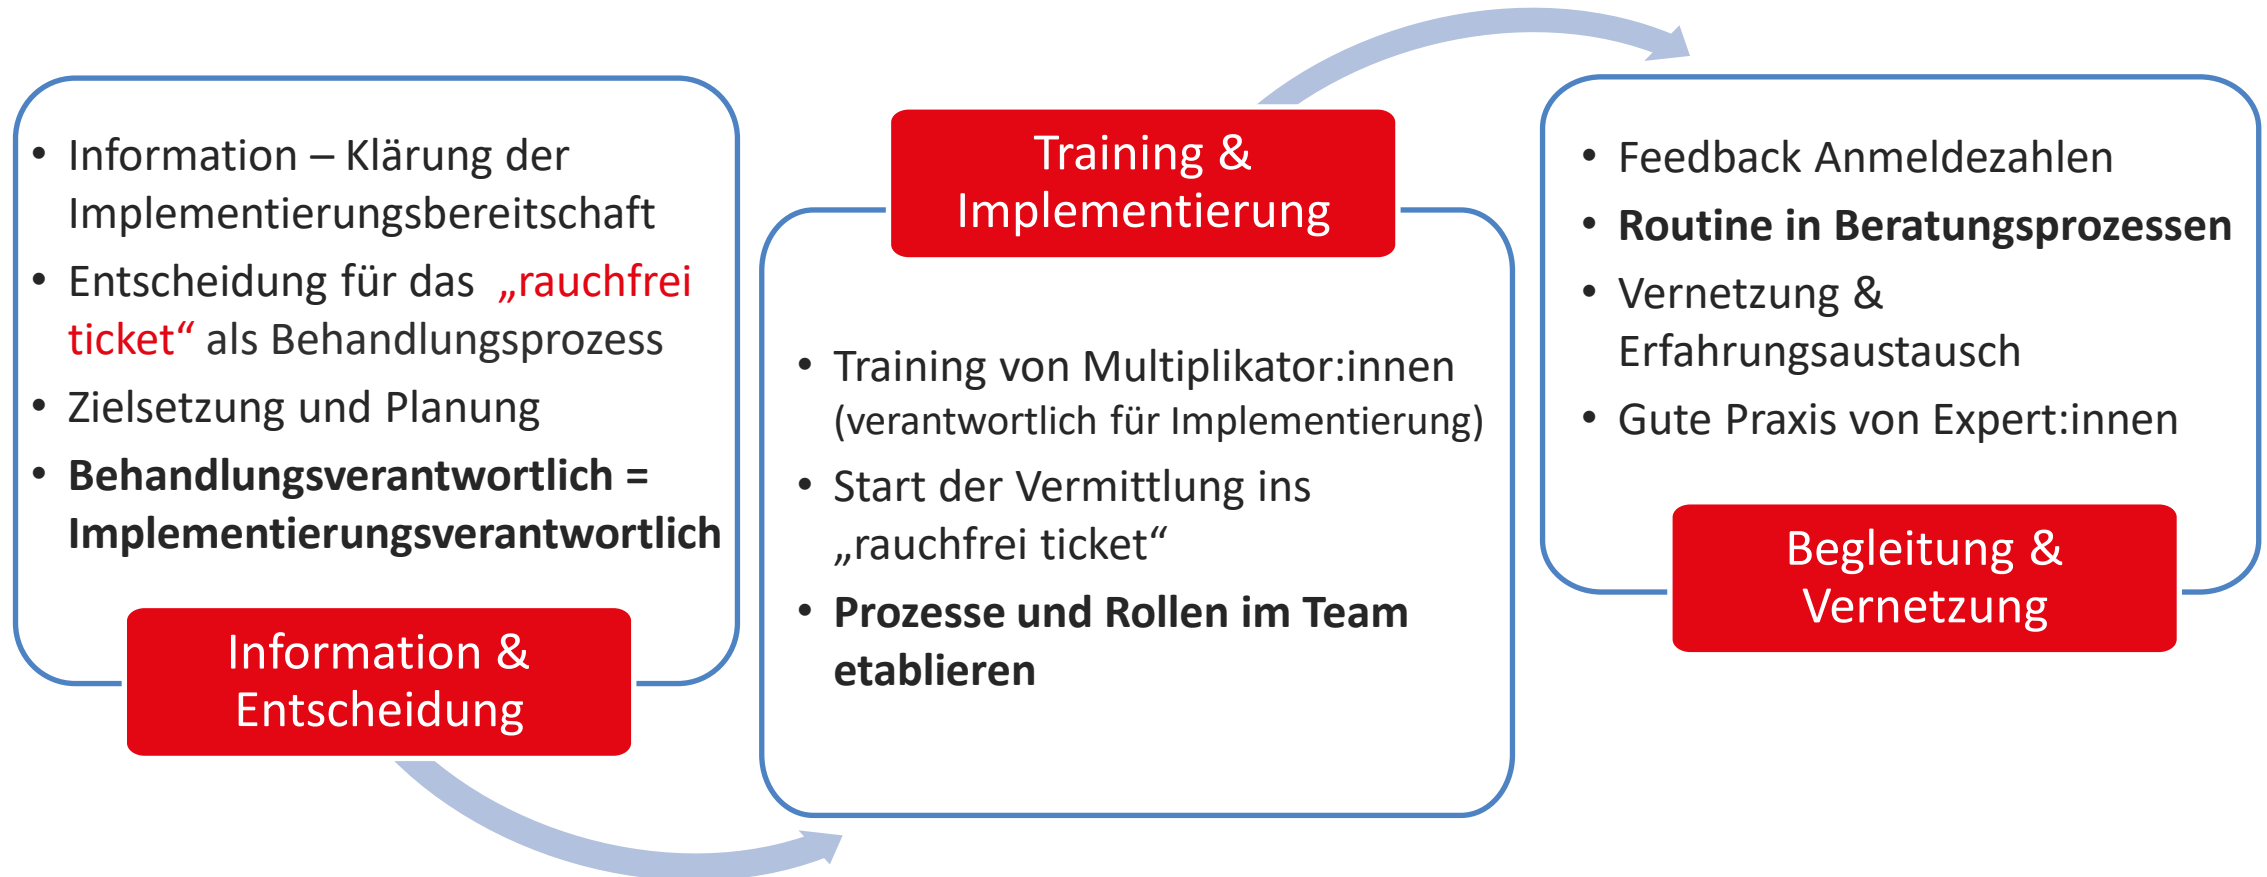 • Information – Klärung der
Implementierungsbereitschaft
• Entscheidung für das „rauchfrei
ticket“ als Behandlungsprozess
• Zielsetzung und Planung
• Behandlungsverantwortlich =
Implementierungsverantwortlich
Information &
Entscheidung
Training &
Implementierung
• Training von Multiplikator:innen
(verantwortlich für Implementierung)
• Start der Vermittlung ins
„rauchfrei ticket“
• Prozesse und Rollen im Team
etablieren
• Feedback Anmeldezahlen
• Routine in Beratungsprozessen
• Vernetzung &
Erfahrungsaustausch
• Gute Praxis von Expert:innen
Begleitung &
Vernetzung